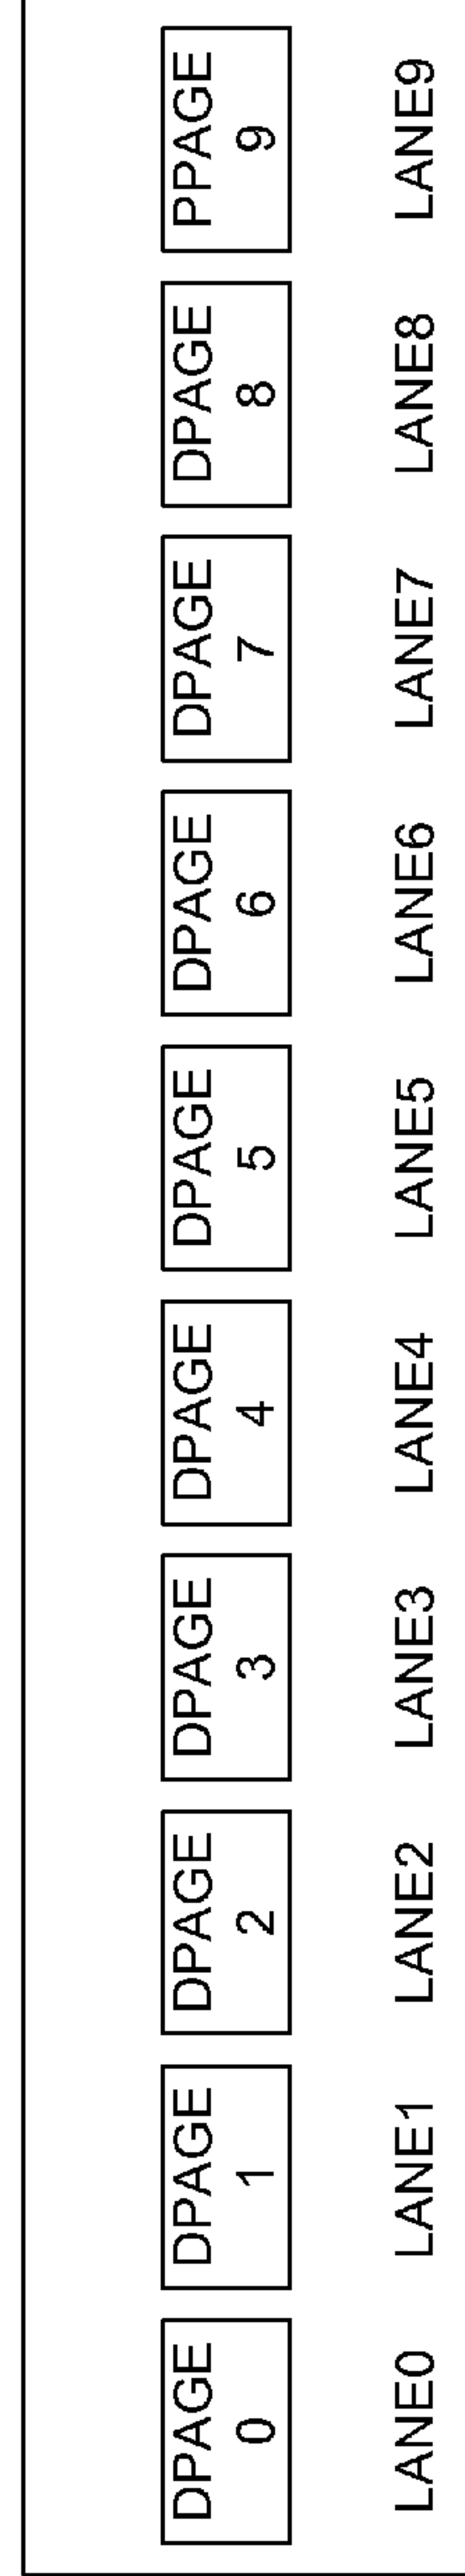 DPAGE 0
DPAGE 1
DPAGE 2
DPAGE 3
DPAGE 4
DPAGE 5
DPAGE 6
DPAGE 7
DPAGE 8
PPAGE 9
LANE0
LANE1
LANE2
LANE3
LANE4
LANE5
LANE6
LANE7
LANE8
LANE9